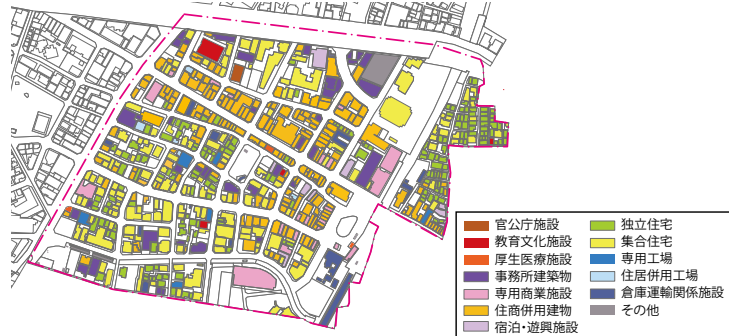 官公庁施設
教育文化施設
厚生医療施設
事務所建築物
専用商業施設
住商併用建物
宿泊・遊興施設
独立住宅
集合住宅
専用工場
住居併用工場
倉庫運輸関係施設
その他